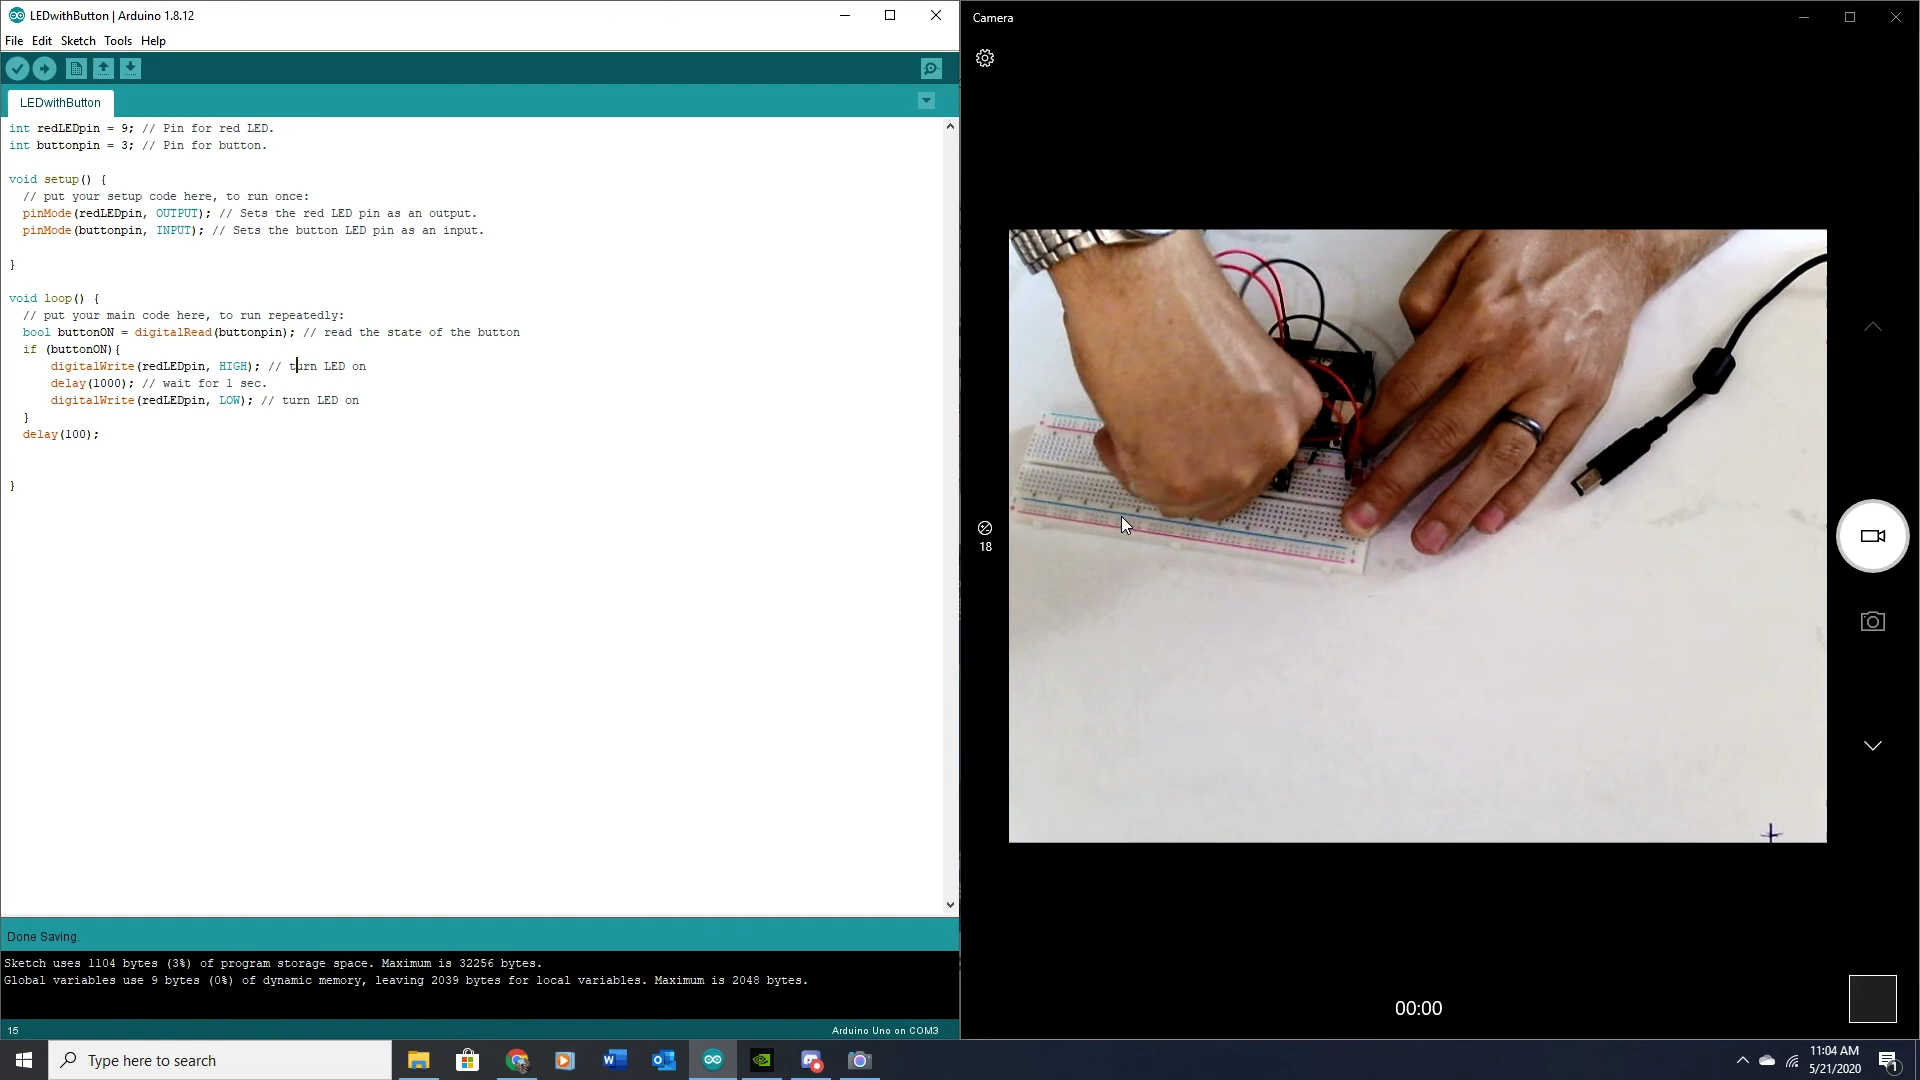 LEDwithButton | Arduino 1.8.12
File Edit Sketch Tools Help
LEDwithButton
int redLEDpin = 9; // Pin for red LED.
int buttonpin = 3; // Pin for button.
void setup() {
// put your setup code here, to run once:
pinMode(redLEDpin, OUTPUT); // Sets the red LED pin as an output.
pinMode(buttonpin, INPUT); // Sets the button LED pin as an input.
}
void loop() {
// put your main code here, to run repeatedly:
bool buttonON = digitalRead(buttonpin); // read the state of the button
if (buttonON){
digitalWrite(redLEDpin, HIGH); // turn LED on
delay(1000); // wait for 1 sec.
digitalWrite(redLEDpin, LOW); // turn LED on
}
delay(100);
}
Done Saving.
Sketch uses 1104 bytes (3%) of program storage space. Maximum is 32256 bytes.
Global variables use 9 bytes (0%) of dynamic memory, leaving 2039 bytes for local variables. Maximum is 2048 bytes.
15
Arduino Uno on COM3
Camera
18
00:00
Type here to search
11:04 AM
5/21/2020
1